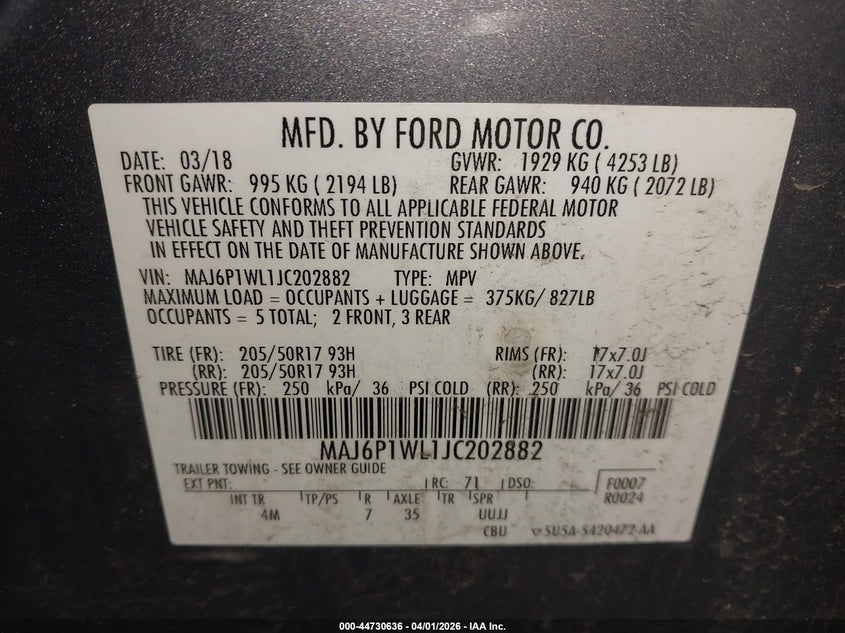 MFD. BY FORD MOTOR CO.
DATE: 03/18 GVWR: 1929 KG ( 4253 LB)
FRONT GAWR: 995 KG ( 2194 LB) REAR GAWR: 940 KG ( 2072 LB)
THIS VEHICLE CONFORMS TO ALL APPLICABLE FEDERAL MOTOR
VEHICLE SAFETY AND THEFT PREVENTION STANDARDS
IN EFFECT ON THE DATE OF MANUFACTURE SHOWN ABOVE.
VIN: MAJ6P1WL1JC202882 TYPE: MPV
MAXIMUM LOAD = OCCUPANTS + LUGGAGE = 375KG/ 827LB
OCCUPANTS = 5 TOTAL; 2 FRONT, 3 REAR
TIRE (FR): 205/50R17 93H RIMS (FR): 17x7.0J
(RR): 205/50R17 93H (RR): 17x7.0J
PRESSURE (FR): 250 kPa/ 36 PSI COLD (RR): 250 kPa/ 36 PSI COLD
MAJ6P1WL1JC202882
TRAILER TOWING - SEE OWNER GUIDE
EXT PNT: RC: 71 DSO: F0007
R0024
INT TR TP/PS R AXLE TR SPR
4M 7 35 UUJJ
CBU 5U5A-5420472-AA
000-44730636 - 04/01/2026 - IAA Inc.